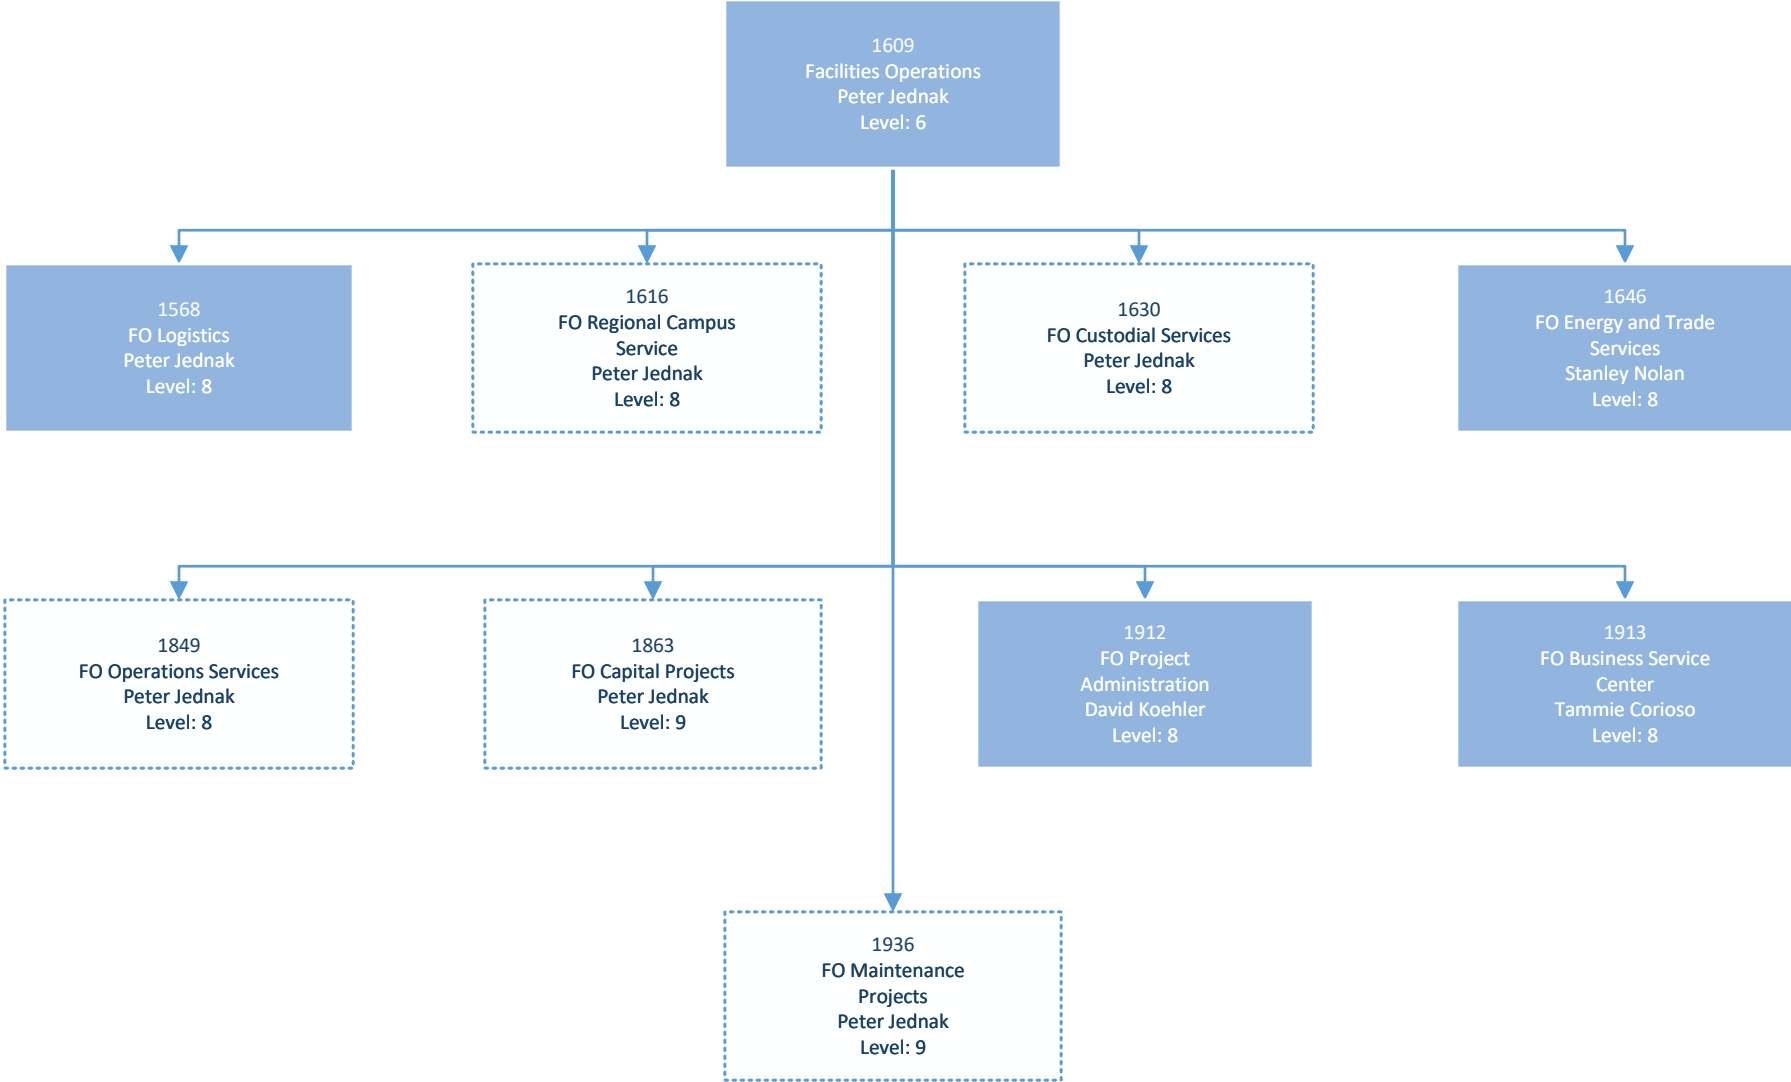 1609
Facilities Operations
Peter Jednak
Level: 6
1568
FO Logistics
Peter Jednak
Level: 8
1616
FO Regional Campus
Service
Peter Jednak
Level: 8
1630
FO Custodial Services
Peter Jednak
Level: 8
1646
FO Energy and Trade
Services
Stanley Nolan
Level: 8
1849
FO Operations Services
Peter Jednak
Level: 8
1863
FO Capital Projects
Peter Jednak
Level: 9
1912
FO Project
Administration
David Koehler
Level: 8
1913
FO Business Service
Center
Tammie Corioso
Level: 8
1936
FO Maintenance
Projects
Peter Jednak
Level: 9